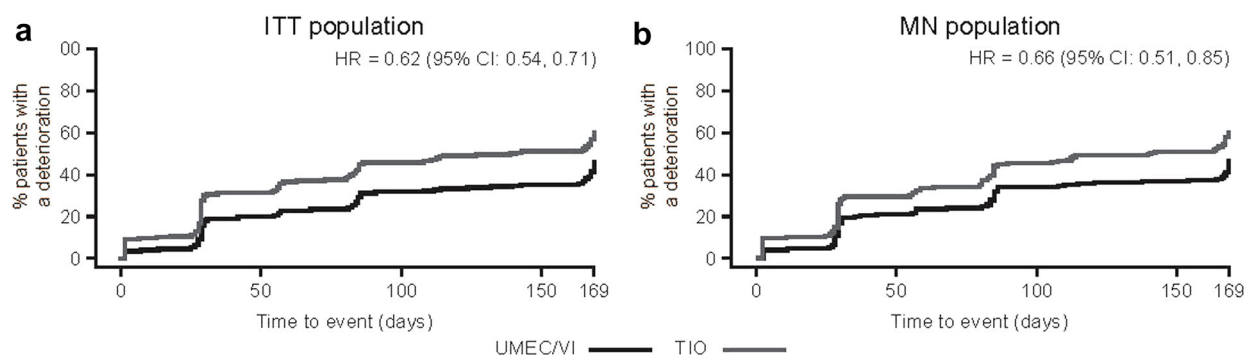 a
ITT population
HR = 0.62 (95% CI: 0.54, 0.71)
% patients with
a deterioration
00
80
60
40
20
0
0 50 100 150 169
Time to event (days)
b
MN population
HR = 0.66 (95% CI: 0.51, 0.85)
% patients with
a deterioration
100
80
60
40
20
0
0 50 100 150 169
Time to event (days)
UMEC/VI TIO